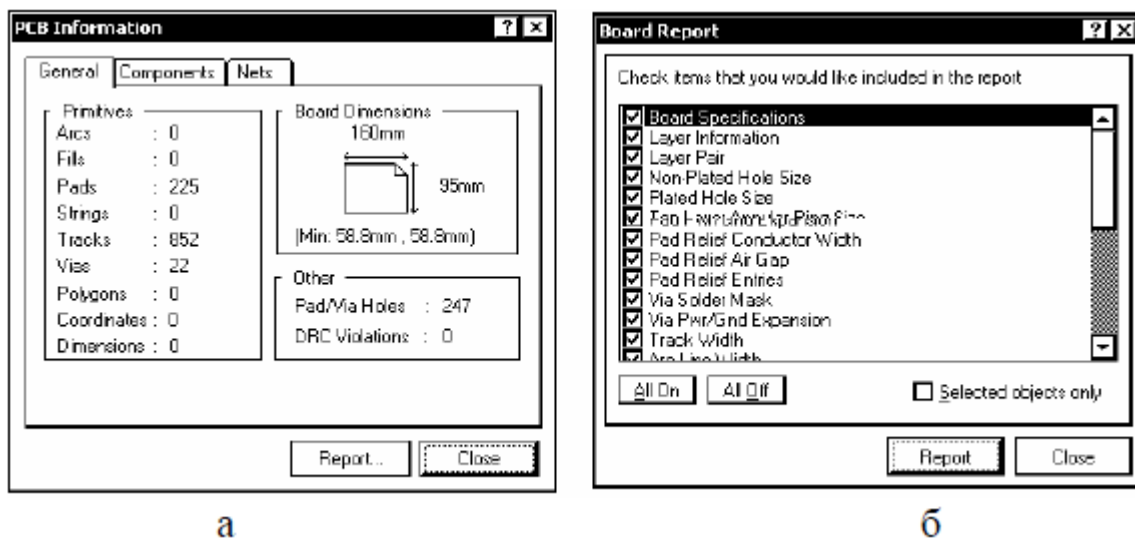 PCB Information
General Components Nets
Primitives
Arcs : 0
Fills : 0
Pads : 225
Strings : 0
Tracks : 852
Vias : 22
Polygons : 0
Coordinates : 0
Dimensions : 0
Board Dimensions
160mm
95mm
(Min: 58.8mm , 58.8mm)
Other
Pad/Via Holes : 247
DRC Violations : 0
Report... Close
а
Board Report
Check items that you would like included in the report
Board Specifications
Layer Information
Layer Pair
Non-Plated Hole Size
Plated Hole Size
Size
Pad Relief Conductor Width
Pad Relief Air Gap
Pad Relief Entries
Via Solder Mask
Via Pwr/Gnd Expansion
Track Width
Arc Line Width
All On All Off Selected objects only
Report Close
б